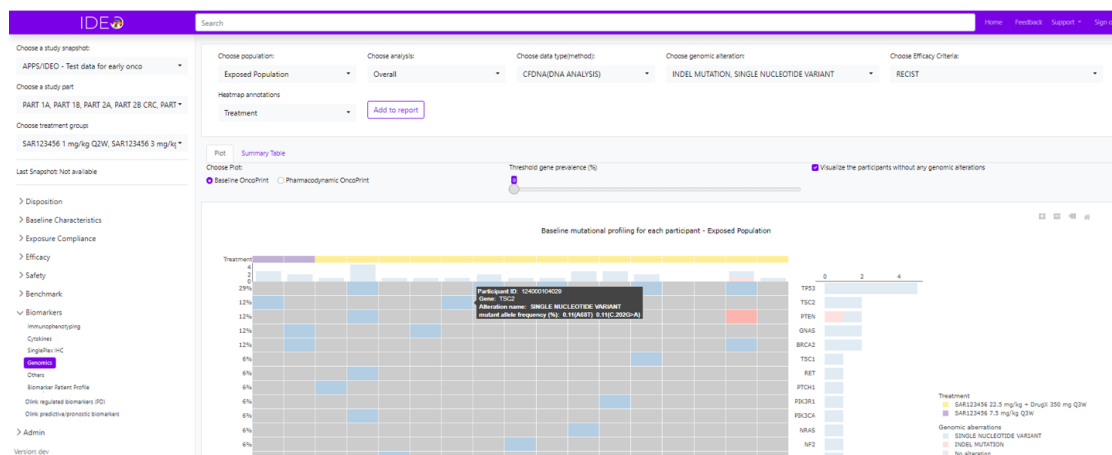 IDEO
Search
Home Feedback Support Sign o
Choose a study snapshot:
APPS/IDEO - Test data for early onco
Choose a study part
PART 1A, PART 1B, PART 2A, PART 2B CRC, PART
Choose treatment group:
SAR123456 1 mg/kg Q2W, SAR123456 3 mg/kg
Last Snapshot: Not available
> Disposition
> Baseline Characteristics
> Exposure Compliance
> Efficacy
> Safety
> Benchmark
Biomarkers
Immunophenotyping
Cytokines
SinglePlex IHC
Genomics
Others
Biomarker Patient Profile
Olink regulated biomarkers (PD)
Olink predictive/pronostic biomarkers
> Admin
Version: dev
Choose population:
Exposed Population
Choose analysis:
Overall
Choose data type(method):
CFDNA(DNA ANALYSIS)
Choose genomic alteration:
INDEL MUTATION, SINGLE NUCLEOTIDE VARIANT
Choose Efficacy Criteria:
RECIST
Heatmap annotations
Treatment
Add to report
Plot Summary Table
Choose Plot:
Baseline OncoPrint Pharmacodynamic OncoPrint
Threshold gene prevalence (%)
0
Visualize the participants without any genomic alterations
Baseline mutational profiling for each participant - Exposed Population
Treatment
4
2
0
0 2 4
29% TP53
12% TSC2
12% PTEN
12% GNAS
12% BRCA2
6% TSC1
6% RET
6% PTCH1
6% PIK3R1
6% PIK3CA
6% NRAS
6% NF2
Participant ID: 124000104029
Gene: TSC2
Alteration name: SINGLE NUCLEOTIDE VARIANT
mutant allele frequency (%): 0.11(A68T) 0.11(C.202G>A)
Treatment
SAR123456 22.5 mg/kg + DrugX 350 mg Q3W
SAR123456 7.5 mg/kg Q3W
Genomic aberrations
SINGLE NUCLEOTIDE VARIANT
INDEL MUTATION
No alteration